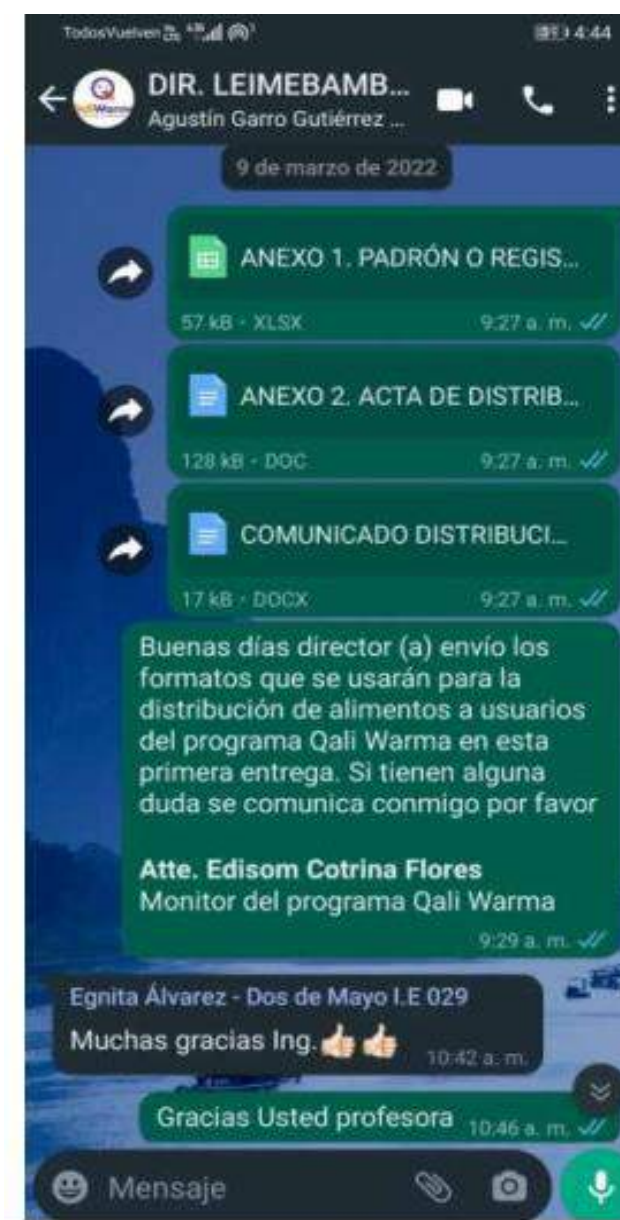 TodosVuelven 4:44
DIR. LEIMEBAMB...
Agustín Garro Gutiérrez ...
9 de marzo de 2022
ANEXO 1. PADRÓN O REGIS...
57 kB - XLSX 9:27 a. m.
ANEXO 2. ACTA DE DISTRIB...
128 kB - DOC 9:27 a. m.
COMUNICADO DISTRIBUCI...
17 kB - DOCX 9:27 a. m.
Buenas días director (a) envío los
formatos que se usarán para la
distribución de alimentos a usuarios
del programa Qali Warma en esta
primera entrega. Si tienen alguna
duda se comunica conmigo por favor
Atte. Edisom Cotrina Flores
Monitor del programa Qali Warma
9:29 a. m.
Egnita Álvarez - Dos de Mayo I.E 029
Muchas gracias Ing.👍🏻👍🏻 10:42 a. m.
Gracias Usted profesora 10:46 a. m.
Mensaje